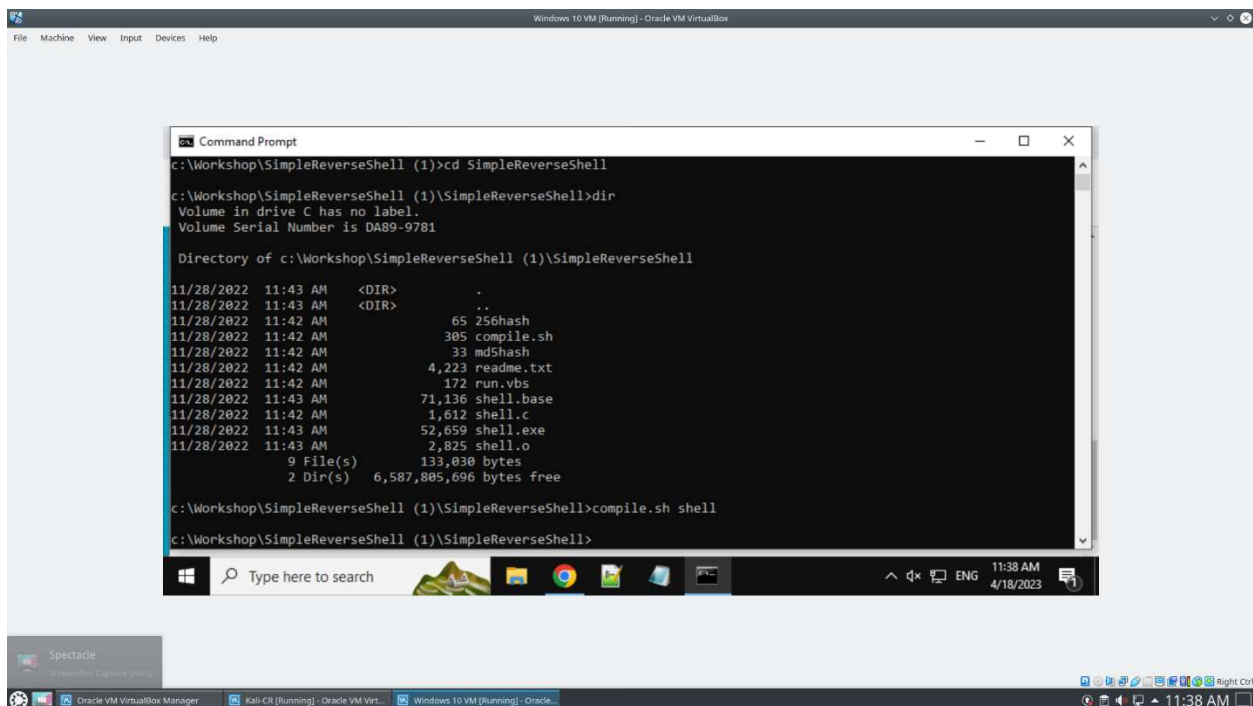 Windows 10 VM [Running] - Oracle VM VirtualBox
File Machine View Input Devices Help
Command Prompt
c:\Workshop\SimpleReverseShell (1)>cd SimpleReverseShell
c:\Workshop\SimpleReverseShell (1)\SimpleReverseShell>dir
Volume in drive C has no label.
Volume Serial Number is DA89-9781
Directory of c:\Workshop\SimpleReverseShell (1)\SimpleReverseShell
11/28/2022 11:43 AM <DIR> .
11/28/2022 11:43 AM <DIR> ..
11/28/2022 11:42 AM 65 256hash
11/28/2022 11:42 AM 305 compile.sh
11/28/2022 11:42 AM 33 md5hash
11/28/2022 11:42 AM 4,223 readme.txt
11/28/2022 11:42 AM 172 run.vbs
11/28/2022 11:43 AM 71,136 shell.base
11/28/2022 11:42 AM 1,612 shell.c
11/28/2022 11:43 AM 52,659 shell.exe
11/28/2022 11:43 AM 2,825 shell.o
9 File(s) 133,030 bytes
2 Dir(s) 6,587,805,696 bytes free
c:\Workshop\SimpleReverseShell (1)\SimpleReverseShell>compile.sh shell
c:\Workshop\SimpleReverseShell (1)\SimpleReverseShell>
Type here to search
ENG
11:38 AM
4/18/2023
Spectacle
Screenshot Capture Utility
Right Ctrl
Oracle VM VirtualBox Manager
Kali-CR [Running] - Oracle VM Virt...
Windows 10 VM [Running] - Oracle...
11:38 AM